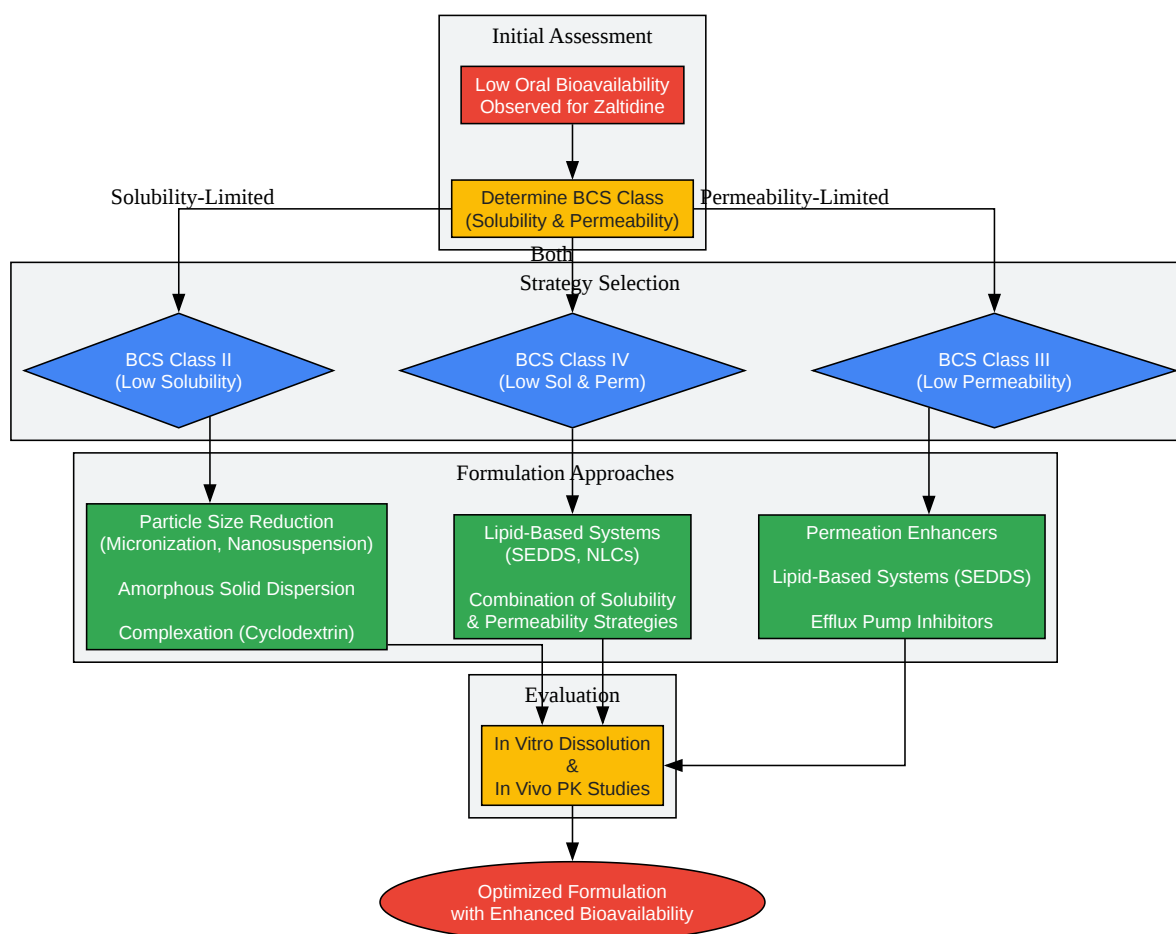 Initial Assessment
Low Oral Bioavailability
Observed for Zaltidine
Solubility-Limited
Determine BCS Class
(Solubility & Permeability)
Permeability-Limited
Both
Strategy Selection
BCS Class II
(Low Solubility)
BCS Class IV
(Low Sol & Perm)
BCS Class III
(Low Permeability)
Formulation Approaches
Particle Size Reduction
(Micronization, Nanosuspension)
Amorphous Solid Dispersion
Complexation (Cyclodextrin)
Lipid-Based Systems
(SEDDS, NLCs)
Combination of Solubility
& Permeability Strategies
Permeation Enhancers
Lipid-Based Systems (SEDDS)
Efflux Pump Inhibitors
Evaluation
In Vitro Dissolution
&
In Vivo PK Studies
Optimized Formulation
with Enhanced Bioavailability